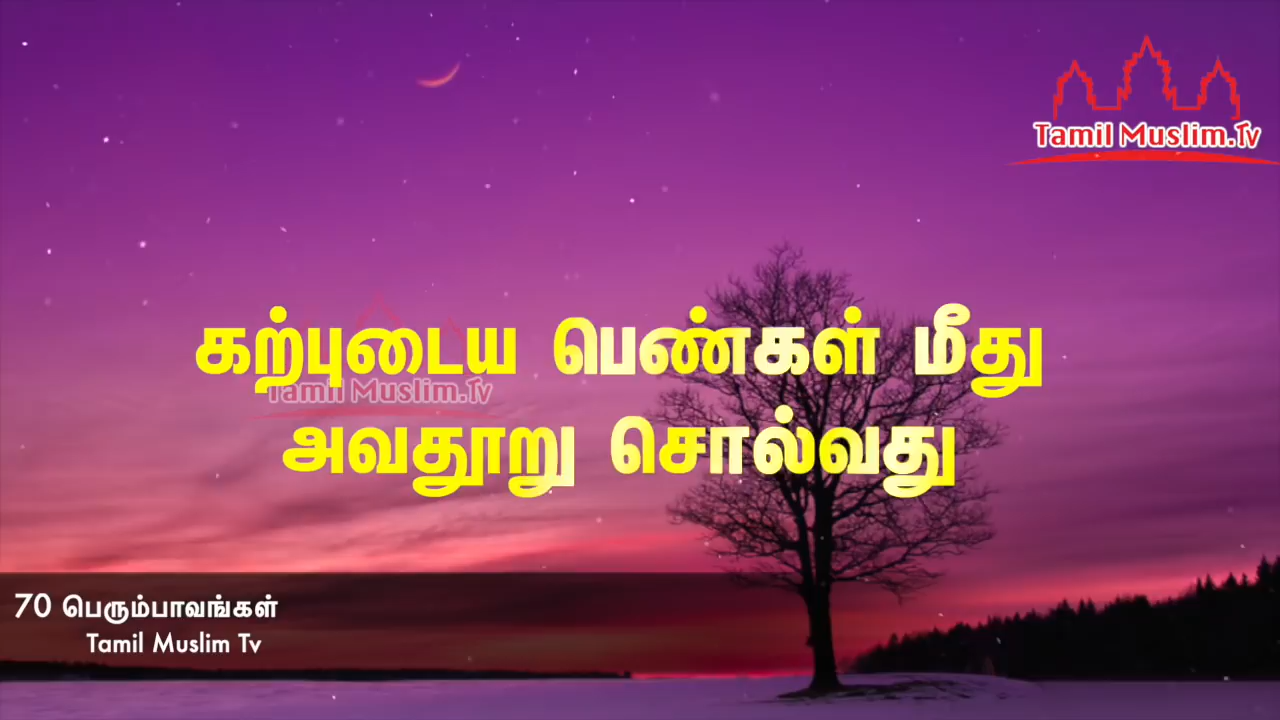 Tamil Muslim.Tv
கற்புடைய பெண்கள் மீது
Tamil Muslim.Tv
அவதூறு சொல்வது
70 பெரும்பாவங்கள்
Tamil Muslim Tv